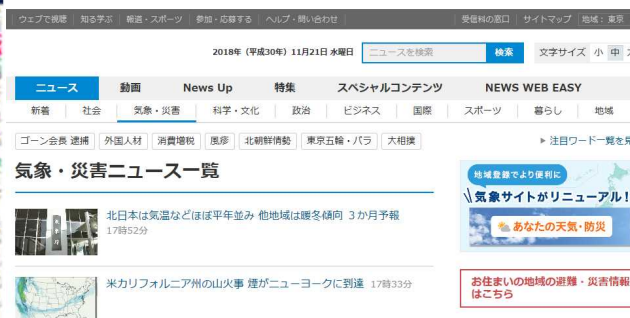 ウェブで視聴 知る学ぶ 報道・スポーツ 参加・応募する ヘルプ・問い合わせ 受信料の窓口 サイトマップ 地域：東京
2018年（平成30年）11月21日 水曜日 ニュースを検索 検索 文字サイズ 小 中
ニュース 動画 News Up 特集 スペシャルコンテンツ NEWS WEB EASY
新着 社会 気象・災害 科学・文化 政治 ビジネス 国際 スポーツ 暮らし 地域
ゴーン会長 逮捕 外国人材 消費増税 風疹 北朝鮮情勢 東京五輪・パラ 大相撲
▶ 注目ワード一覧を見
気象・災害ニュース一覧
地域登録でより便利に
気象サイトがリニューアル！
あなたの天気・防災
北日本は気温などほぼ平年並み 他地域は暖冬傾向 ３か月予報
17時52分
米カリフォルニア州の山火事 煙がニューヨークに到達 17時33分
お住まいの地域の避難・災害情報
はこちら